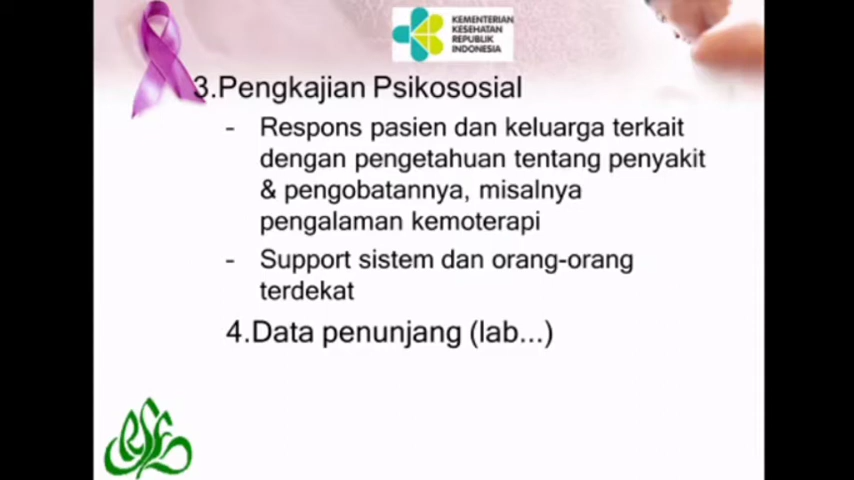 KEMENTERIAN
KESEHATAN
REPUBLIK
INDONESIA
3.Pengkajian Psikososial
- Respons pasien dan keluarga terkait
dengan pengetahuan tentang penyakit
& pengobatannya, misalnya
pengalaman kemoterapi
- Support sistem dan orang-orang
terdekat
4.Data penunjang (lab...)